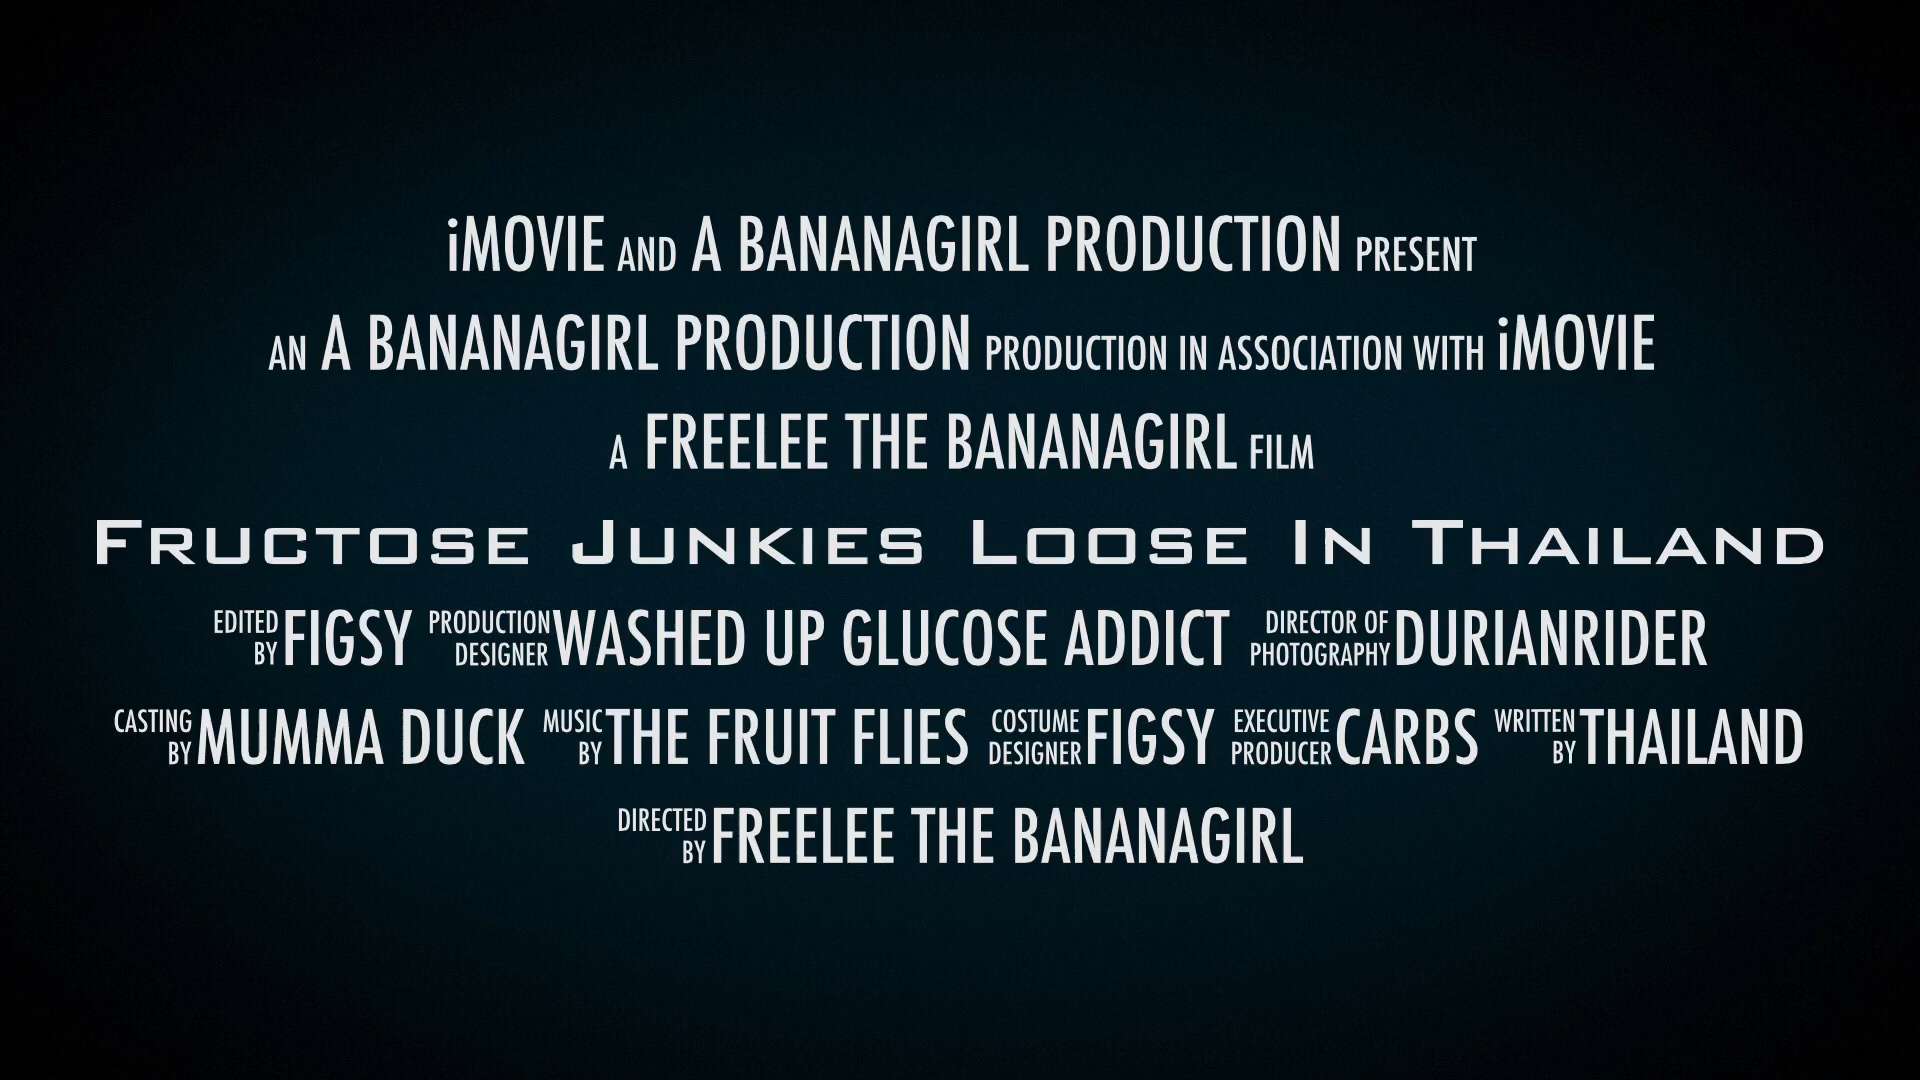 iMOVIE AND A BANANAGIRL PRODUCTION PRESENT
AN A BANANAGIRL PRODUCTION PRODUCTION IN ASSOCIATION WITH iMOVIE
A FREELEE THE BANANAGIRL FILM
FRUCTOSE JUNKIES LOOSE IN THAILAND
EDITED BY FIGSY PRODUCTION DESIGNER WASHED UP GLUCOSE ADDICT DIRECTOR OF PHOTOGRAPHY DURIANRIDER
CASTING BY MUMMA DUCK MUSIC BY THE FRUIT FLIES COSTUME DESIGNER FIGSY EXECUTIVE PRODUCER CARBS WRITTEN BY THAILAND
DIRECTED BY FREELEE THE BANANAGIRL